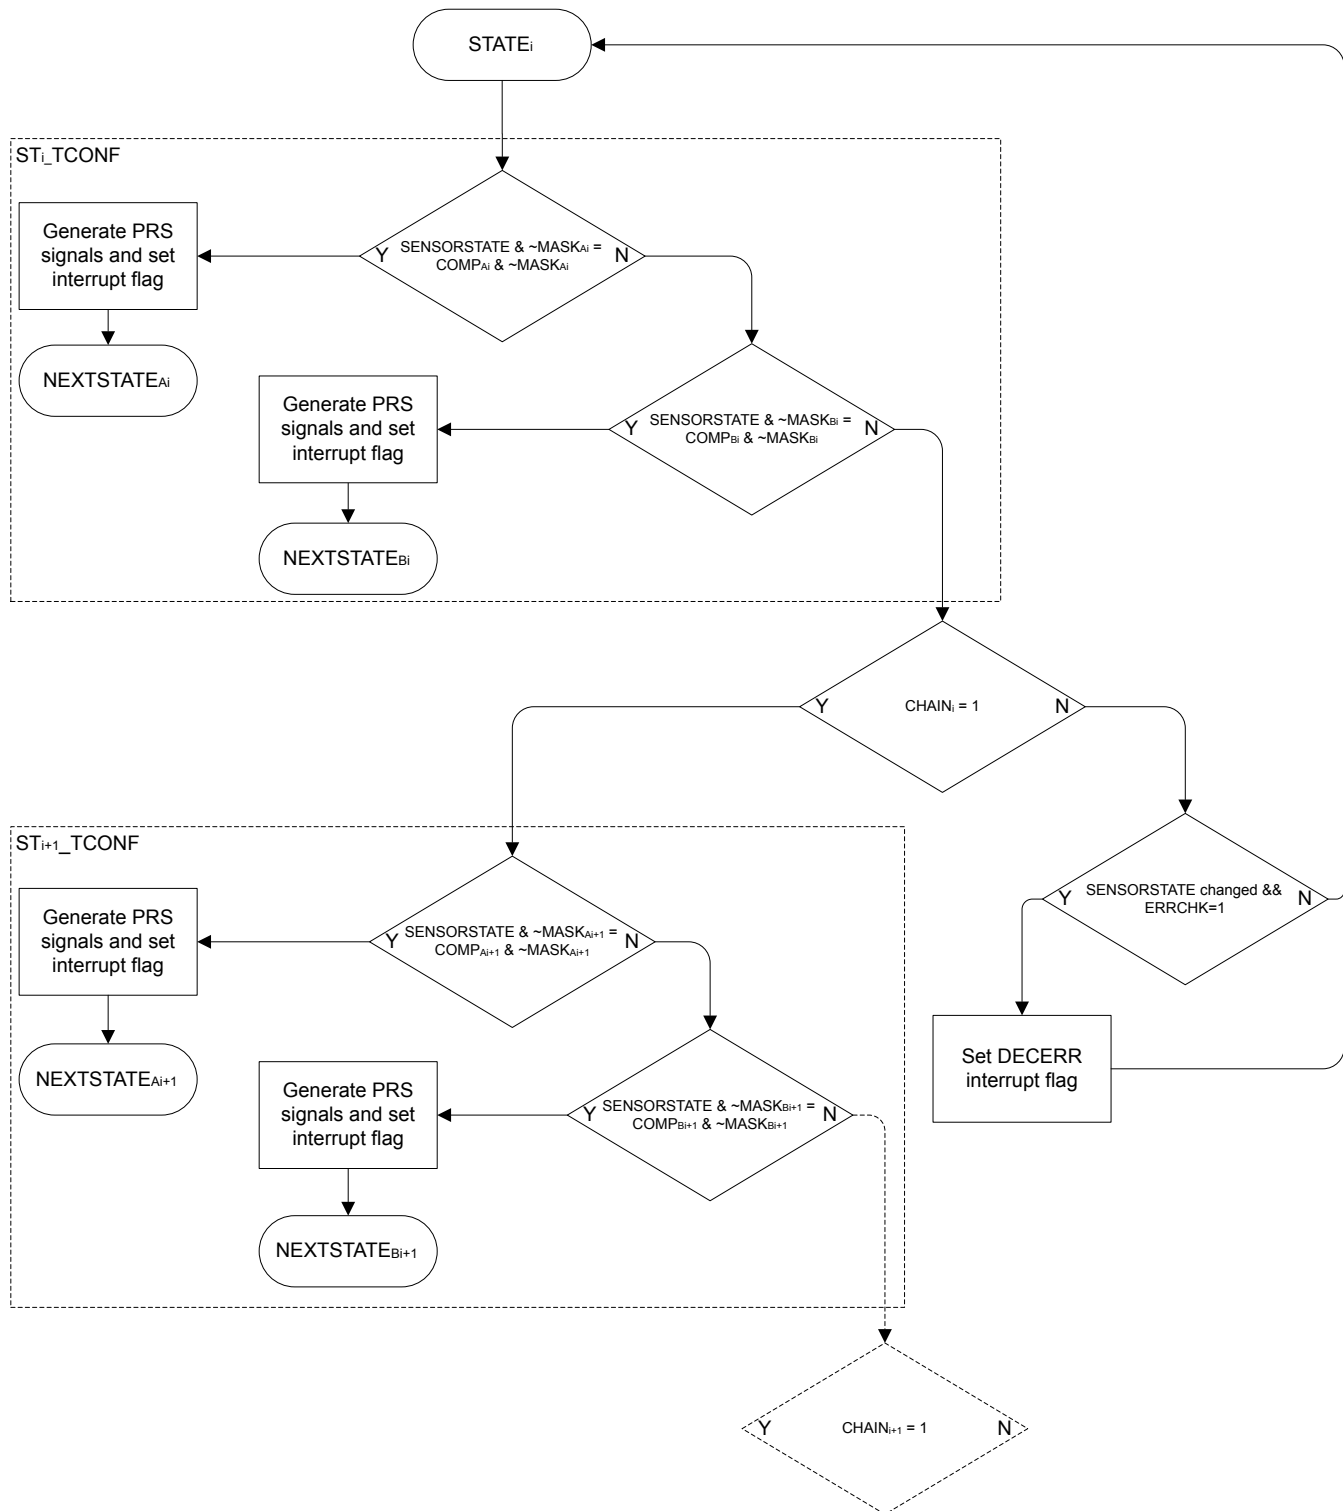 STATEi
STi_TCONF
Generate PRS
signals and set
interrupt flag
Y
SENSORSTATE & ~MASKAi =
COMPAi & ~MASKAi
N
NEXTSTATEAi
Generate PRS
signals and set
interrupt flag
Y
SENSORSTATE & ~MASKBi =
COMPBi & ~MASKBi
N
NEXTSTATEBi
Y
CHAINi = 1
N
STi+1_TCONF
Generate PRS
signals and set
interrupt flag
Y
SENSORSTATE & ~MASKAi+1 =
COMPAi+1 & ~MASKAi+1
N
Y
SENSORSTATE changed &&
ERRCHK=1
N
Set DECERR
interrupt flag
NEXTSTATEAi+1
Generate PRS
signals and set
interrupt flag
Y
SENSORSTATE & ~MASKBi+1 =
COMPBi+1 & ~MASKBi+1
N
NEXTSTATEBi+1
Y
CHAINi+1 = 1
N